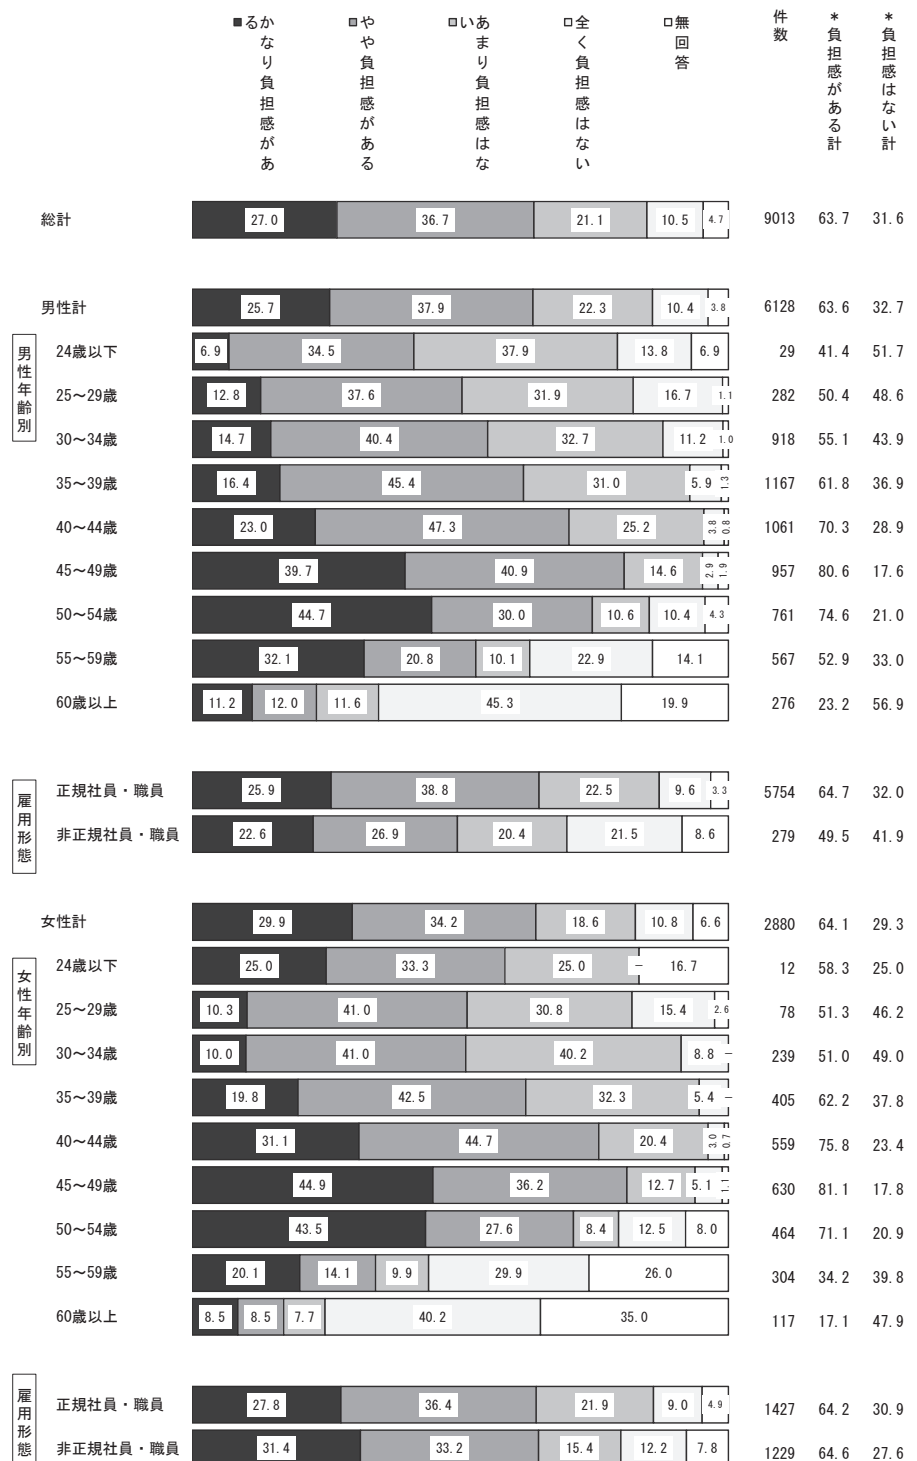 ■かなり負担感がある
■やや負担感がある
□あまり負担感はない
□全く負担感はない
□無回答
件数
＊負担感がある計
＊負担感はない計
総計 27.0 36.7 21.1 10.5 4.7 9013 63.7 31.6
男性計 25.7 37.9 22.3 10.4 3.8 6128 63.6 32.7
男性年齢別
24歳以下 6.9 34.5 37.9 13.8 6.9 29 41.4 51.7
25～29歳 12.8 37.6 31.9 16.7 1.1 282 50.4 48.6
30～34歳 14.7 40.4 32.7 11.2 1.0 918 55.1 43.9
35～39歳 16.4 45.4 31.0 5.9 1.3 1167 61.8 36.9
40～44歳 23.0 47.3 25.2 3.8 0.8 1061 70.3 28.9
45～49歳 39.7 40.9 14.6 2.9 1.9 957 80.6 17.6
50～54歳 44.7 30.0 10.6 10.4 4.3 761 74.6 21.0
55～59歳 32.1 20.8 10.1 22.9 14.1 567 52.9 33.0
60歳以上 11.2 12.0 11.6 45.3 19.9 276 23.2 56.9
雇用形態
正規社員・職員 25.9 38.8 22.5 9.6 3.3 5754 64.7 32.0
非正規社員・職員 22.6 26.9 20.4 21.5 8.6 279 49.5 41.9
女性計 29.9 34.2 18.6 10.8 6.6 2880 64.1 29.3
女性年齢別
24歳以下 25.0 33.3 25.0 － 16.7 12 58.3 25.0
25～29歳 10.3 41.0 30.8 15.4 2.6 78 51.3 46.2
30～34歳 10.0 41.0 40.2 8.8 － 239 51.0 49.0
35～39歳 19.8 42.5 32.3 5.4 － 405 62.2 37.8
40～44歳 31.1 44.7 20.4 3.0 0.7 559 75.8 23.4
45～49歳 44.9 36.2 12.7 5.1 1.1 630 81.1 17.8
50～54歳 43.5 27.6 8.4 12.5 8.0 464 71.1 20.9
55～59歳 20.1 14.1 9.9 29.9 26.0 304 34.2 39.8
60歳以上 8.5 8.5 7.7 40.2 35.0 117 17.1 47.9
雇用形態
正規社員・職員 27.8 36.4 21.9 9.0 4.9 1427 64.2 30.9
非正規社員・職員 31.4 33.2 15.4 12.2 7.8 1229 64.6 27.6